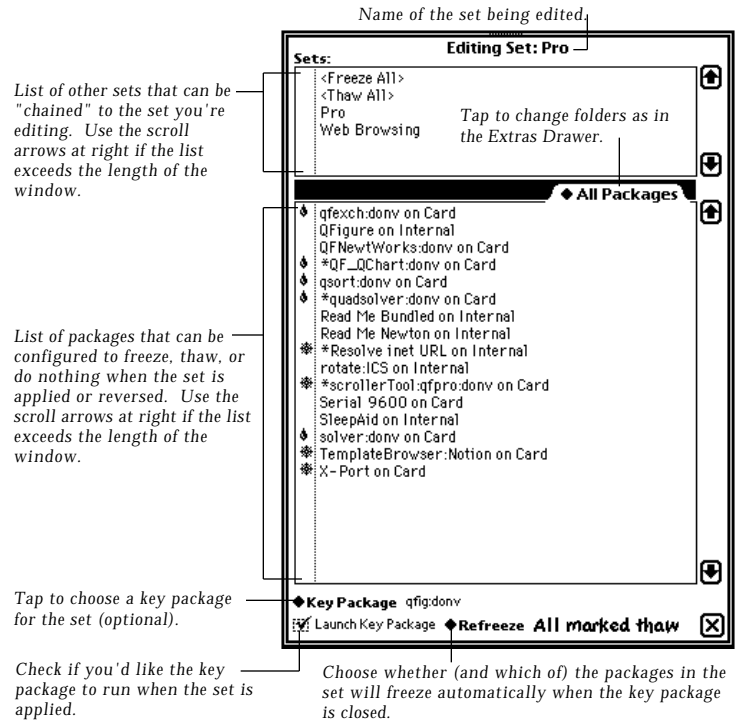 Name of the set being edited.
Editing Set: Pro
Sets:
<Freeze All>
<Thaw All>
Pro
Web Browsing
List of other sets that can be
"chained" to the set you're
editing. Use the scroll
arrows at right if the list
exceeds the length of the
window.
Tap to change folders as in
the Extras Drawer.
All Packages
qfexch:donv on Card
QFigure on Internal
QFNewtWorks:donv on Card
*QF_QChart:donv on Card
qsort:donv on Card
*quadsolver:donv on Card
Read Me Bundled on Internal
Read Me Newton on Internal
*Resolve inet URL on Internal
rotate:ICS on Internal
*scrollerTool:qfpro:donv on Card
Serial 9600 on Card
SleepAid on Internal
solver:donv on Card
TemplateBrowser:Notion on Card
X-Port on Card
List of packages that can be
configured to freeze, thaw, or
do nothing when the set is
applied or reversed. Use the
scroll arrows at right if the list
exceeds the length of the
window.
Tap to choose a key package
for the set (optional).
Key Package qfig:donv
Launch Key Package Refreeze All marked thaw
Check if you'd like the key
package to run when the set is
applied.
Choose whether (and which of) the packages in the
set will freeze automatically when the key package
is closed.